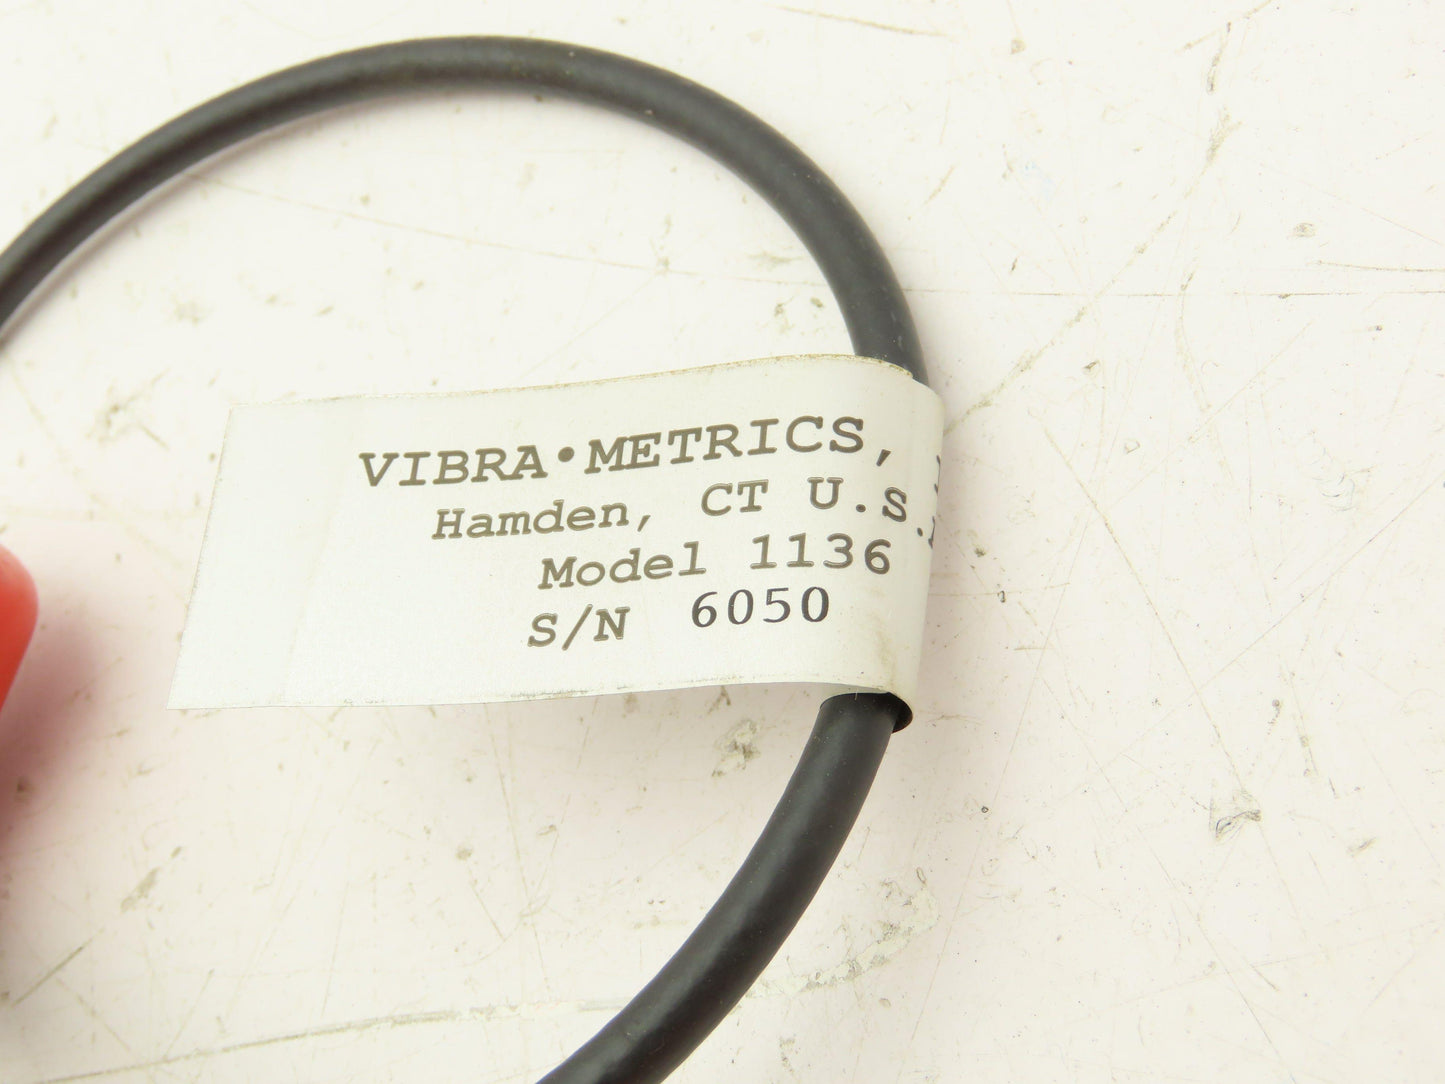 VIBRA•METRICS,
Hamden, CT U.S.
Model 1136
S/N 6050